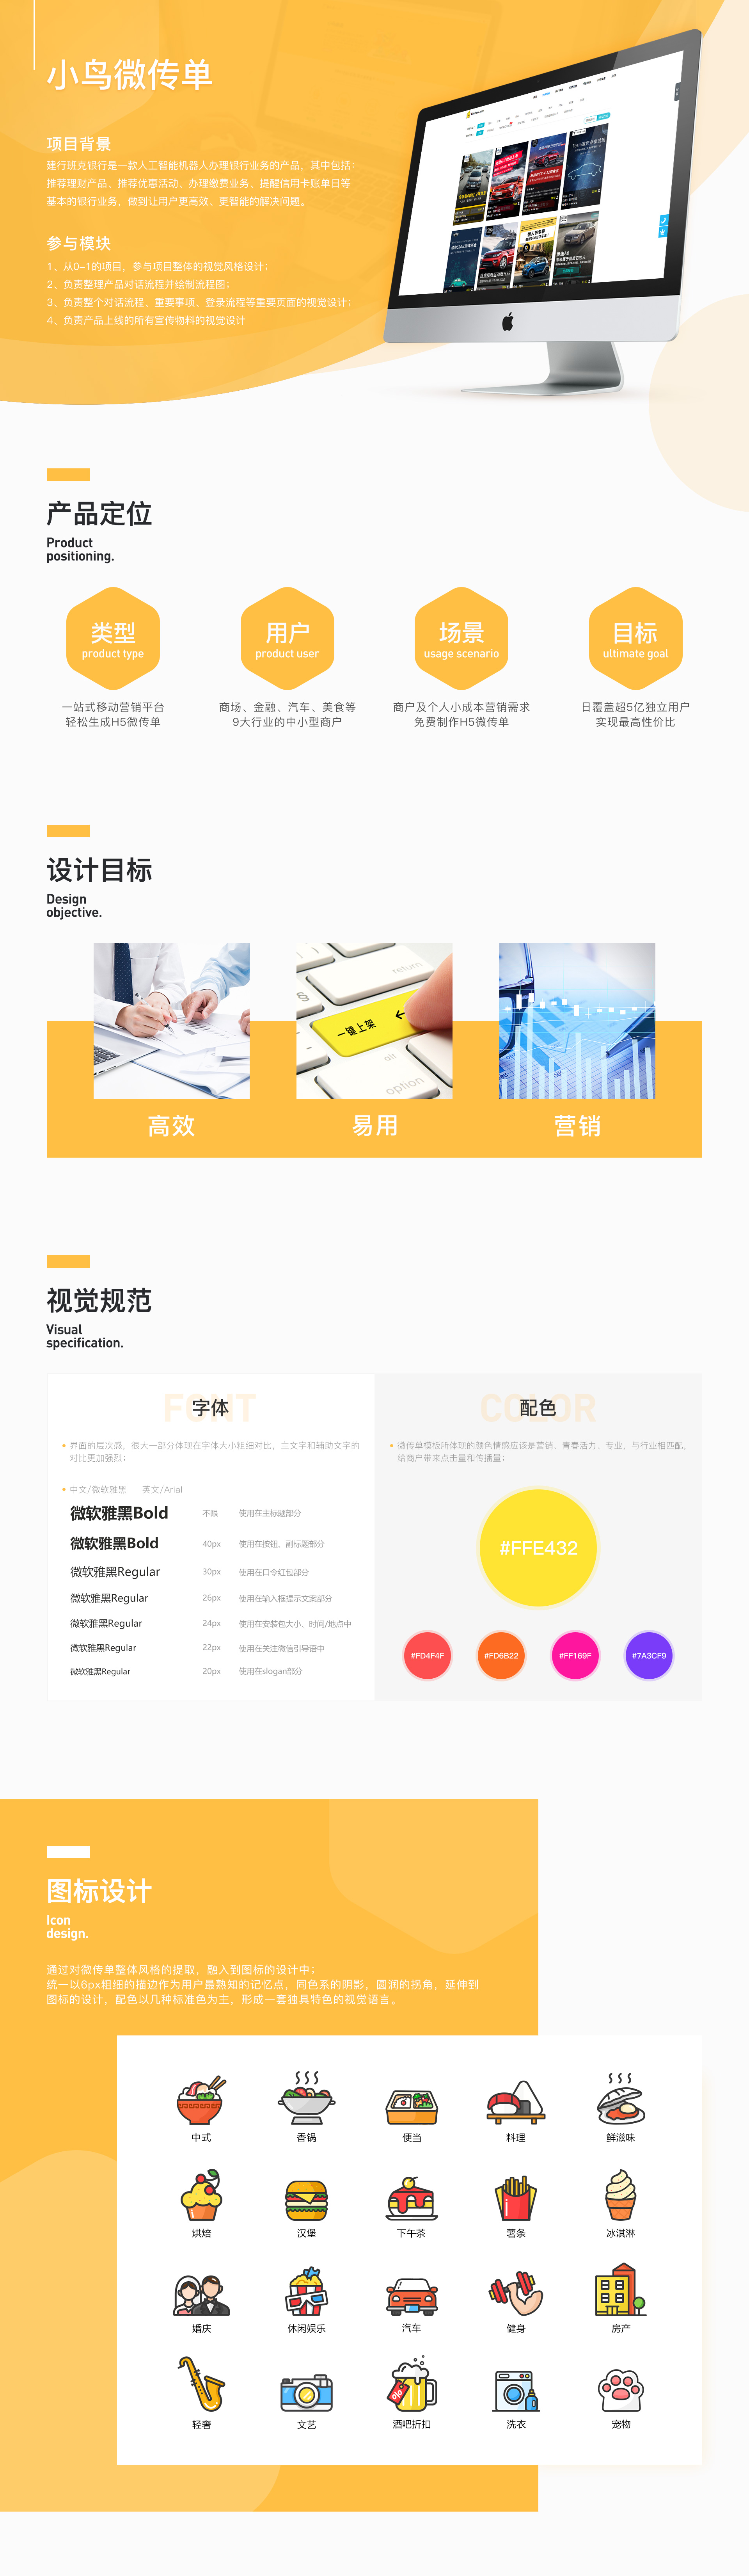 小鸟微传单
项目背景
建行班克银行是一款人工智能机器人办理银行业务的产品，其中包括：
推荐理财产品、推荐优惠活动、办理缴费业务、提醒信用卡账单日等
基本的银行业务，做到让用户更高效、更智能的解决问题。
参与模块
1、从0-1的项目，参与项目整体的视觉风格设计；
2、负责整理产品对话流程并绘制流程图；
3、负责整个对话流程、重要事项、登录流程等重要页面的视觉设计；
4、负责产品上线的所有宣传物料的视觉设计
产品定位
Product
positioning.
类型
product type
一站式移动营销平台
轻松生成H5微传单
用户
product user
商场、金融、汽车、美食等
9大行业的中小型商户
场景
usage scenario
商户及个人小成本营销需求
免费制作H5微传单
目标
ultimate goal
日覆盖超5亿独立用户
实现最高性价比
设计目标
Design
objective.
return
一键上架
alt
option
高效
易用
营销
视觉规范
Visual
specification.
FONT
字体
界面的层次感，很大一部分体现在字体大小粗细对比，主文字和辅助文字的
对比更加强烈；
中文/微软雅黑 英文/Arial
微软雅黑Bold 不限 使用在主标题部分
微软雅黑Bold 40px 使用在按钮、副标题部分
微软雅黑Regular 30px 使用在口令红包部分
微软雅黑Regular 26px 使用在输入框提示文案部分
微软雅黑Regular 24px 使用在安装包大小、时间/地点中
微软雅黑Regular 22px 使用在关注微信引导语中
微软雅黑Regular 20px 使用在slogan部分
COLOR
配色
微传单模板所体现的颜色情感应该是营销、青春活力、专业，与行业相匹配，
给商户带来点击量和传播量；
#FFE432
#FD4F4F
#FD6B22
#FF169F
#7A3CF9
图标设计
Icon
design.
通过对微传单整体风格的提取，融入到图标的设计中；
统一以6px粗细的描边作为用户最熟知的记忆点，同色系的阴影，圆润的拐角，延伸到
图标的设计，配色以几种标准色为主，形成一套独具特色的视觉语言。
中式
香锅
便当
料理
鲜滋味
烘焙
汉堡
下午茶
薯条
冰淇淋
婚庆
休闲娱乐
汽车
健身
房产
轻奢
文艺
酒吧折扣
洗衣
宠物